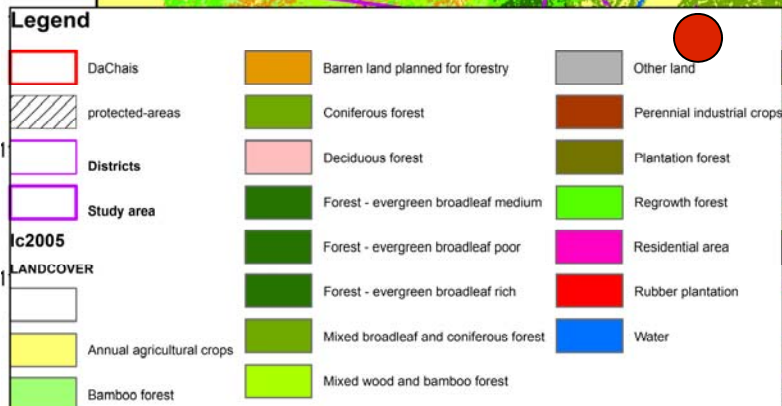 Legend
DaChais
protected-areas
Districts
Study area
lc2005
LANDCOVER
Annual agricultural crops
Bamboo forest
Barren land planned for forestry
Coniferous forest
Deciduous forest
Forest - evergreen broadleaf medium
Forest - evergreen broadleaf poor
Forest - evergreen broadleaf rich
Mixed broadleaf and coniferous forest
Mixed wood and bamboo forest
Other land
Perennial industrial crops
Plantation forest
Regrowth forest
Residential area
Rubber plantation
Water